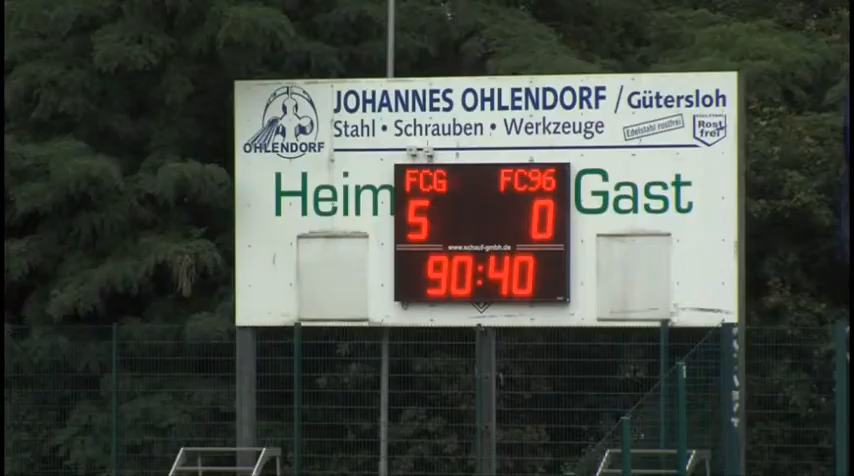 JOHANNES OHLENDORF / Gütersloh
Stahl • Schrauben • Werkzeuge
Edelstahl rostfrei
Rost
frei
OHLENDORF
Heim
Gast
FCG FC96
5 0
www.schauf-gmbh.de
90:40